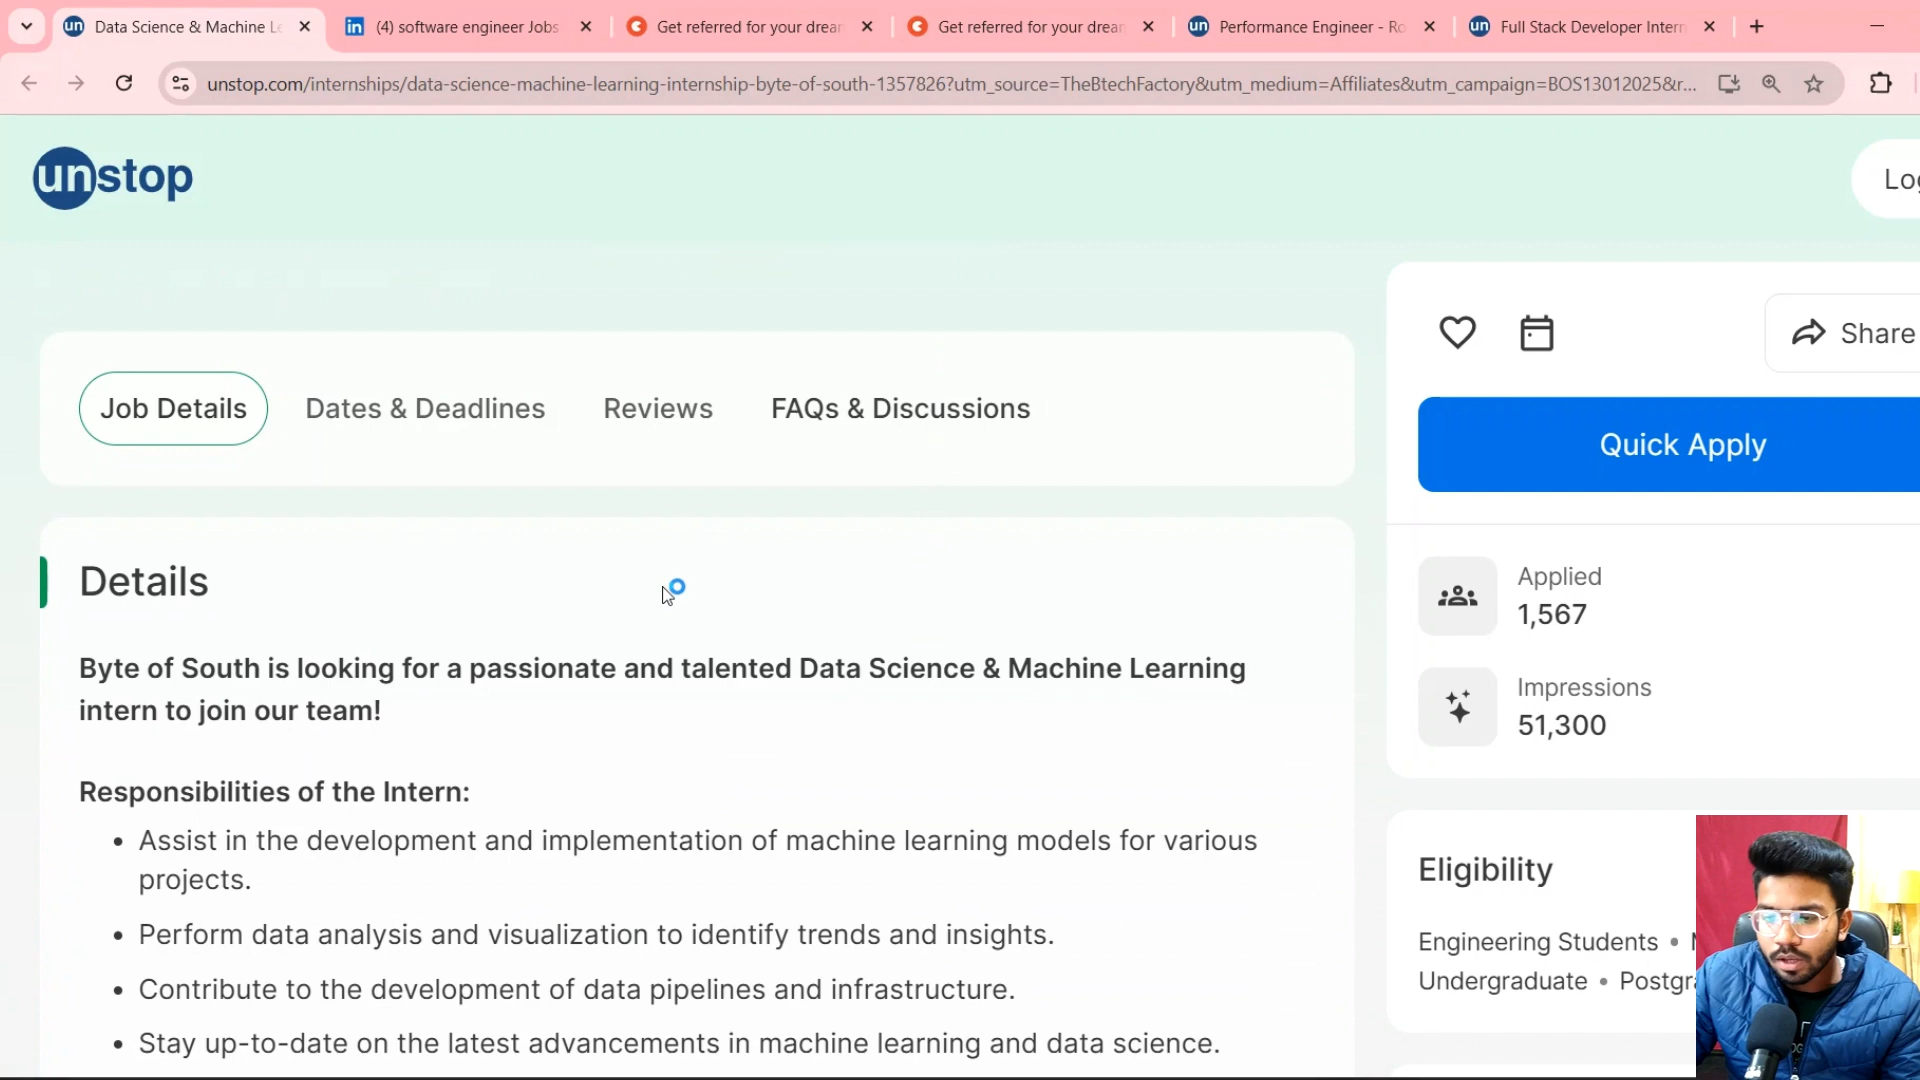 Data Science & Machine Le
(4) software engineer Jobs
Get referred for your drear
Get referred for your drear
Performance Engineer - Ro
Full Stack Developer Intern
unstop.com/internships/data-science-machine-learning-internship-byte-of-south-1357826?utm_source=TheBtechFactory&utm_medium=Affiliates&utm_campaign=BOS13012025&r...
unstop
Log
Job Details
Dates & Deadlines
Reviews
FAQs & Discussions
Share
Quick Apply
Details
Applied
1,567
Byte of South is looking for a passionate and talented Data Science & Machine Learning
intern to join our team!
Impressions
51,300
Responsibilities of the Intern:
• Assist in the development and implementation of machine learning models for various
projects.
• Perform data analysis and visualization to identify trends and insights.
• Contribute to the development of data pipelines and infrastructure.
• Stay up-to-date on the latest advancements in machine learning and data science.
Eligibility
Engineering Students •
Undergraduate • Postgra